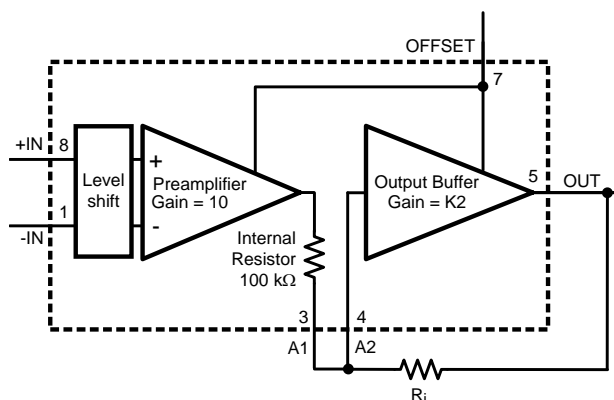 OFFSET
7
+IN
8
Level
shift
+
-
Preamplifier
Gain = 10
1
-IN
Output Buffer
Gain = K2
5
OUT
Internal
Resistor
100 kΩ
3
4
A1
A2
Ri